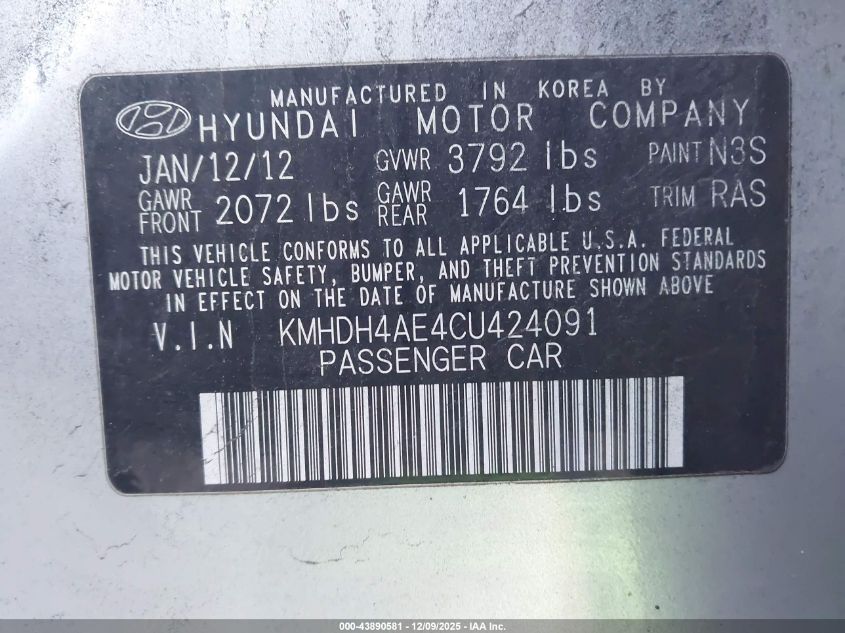 MANUFACTURED IN KOREA BY
HYUNDAI MOTOR COMPANY
JAN/12/12 GVWR 3792 lbs PAINT N3S
GAWR FRONT 2072 lbs GAWR REAR 1764 lbs TRIM RAS
THIS VEHICLE CONFORMS TO ALL APPLICABLE U.S.A. FEDERAL
MOTOR VEHICLE SAFETY, BUMPER, AND THEFT PREVENTION STANDARDS
IN EFFECT ON THE DATE OF MANUFACTURE SHOWN ABOVE
V.I.N KMHDH4AE4CU424091
PASSENGER CAR
000-43890581 - 12/09/2025 - IAA Inc.